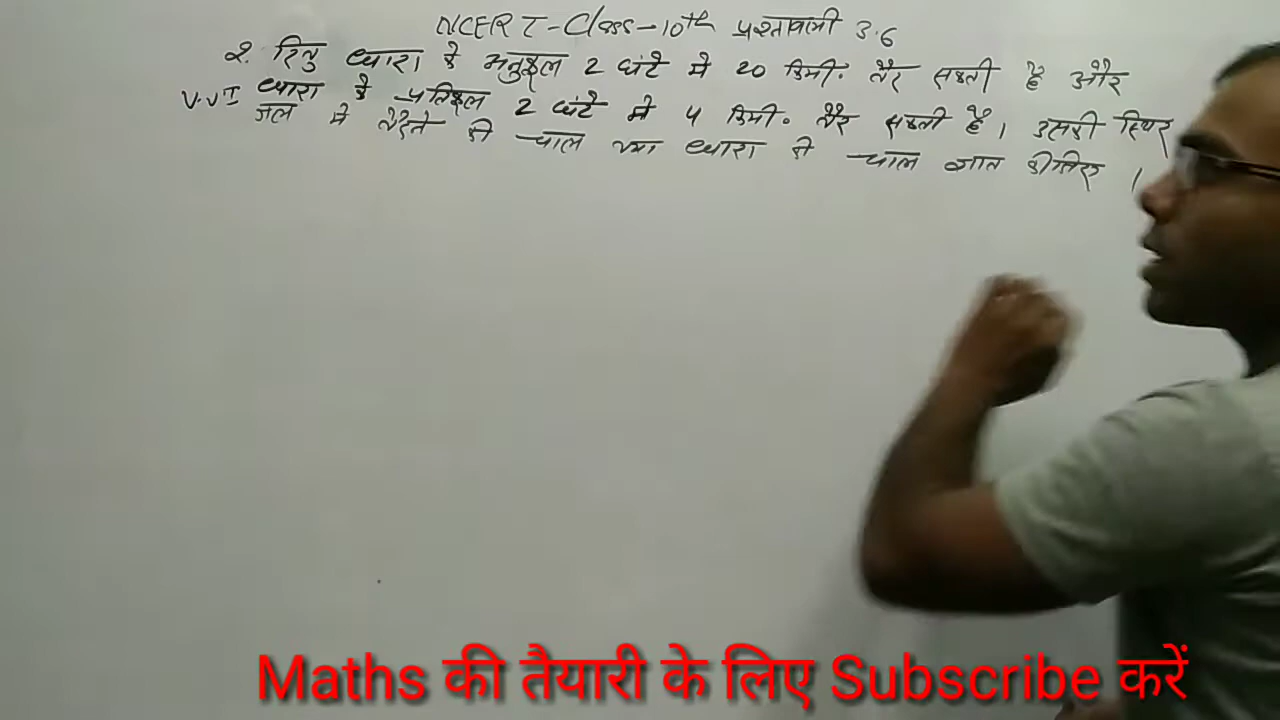 NCERT-Class-10th प्रश्नावली 3.6
2. रितु धारा के अनुकूल 2 घंटे में 20 किमी. तैर सकती है और
V.V.I धारा के प्रतिकूल 2 घंटे में 4 किमी. तैर सकती है। उसकी स्थिर
जल में तैरने की चाल तथा धारा की चाल ज्ञात कीजिए।
Maths की तैयारी के लिए Subscribe करें